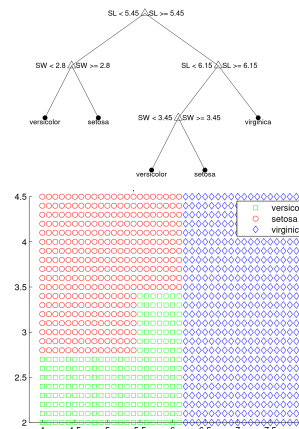 SL < 5.45 SL >= 5.45
SW < 2.8 SW >= 2.8 SL < 6.15 SL >= 6.15
versicolor setosa SW < 3.45 SW >= 3.45 virginica
versicolor setosa
4.5
versico
setosa
virginic
4
3.5
3
2.5
2